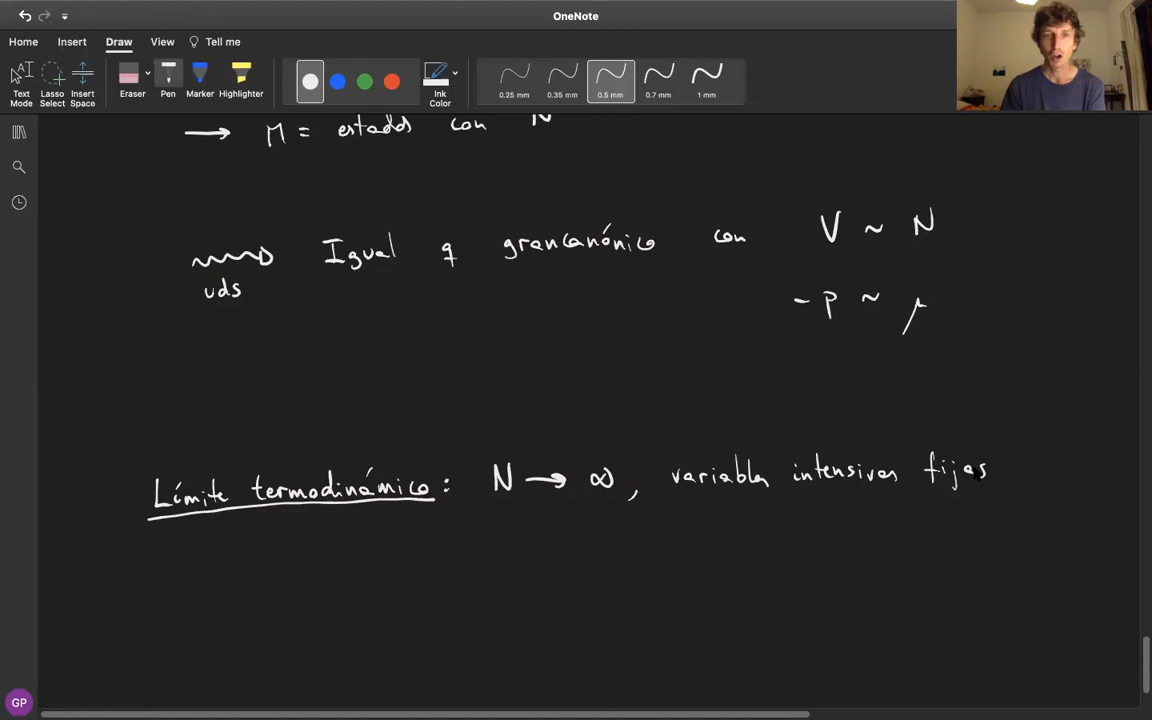 OneNote
Home Insert Draw View Tell me
Text Mode Lasso Select Insert Space Eraser Pen Marker Highlighter Ink Color 0.25 mm 0.35 mm 0.5 mm 0.7 mm 1 mm
→ M = estados con N
Igual q grancanónico con V ~ N
uds
- P ~ μ
Límite termodinámico: N → ∞, variables intensivas fijas
GP